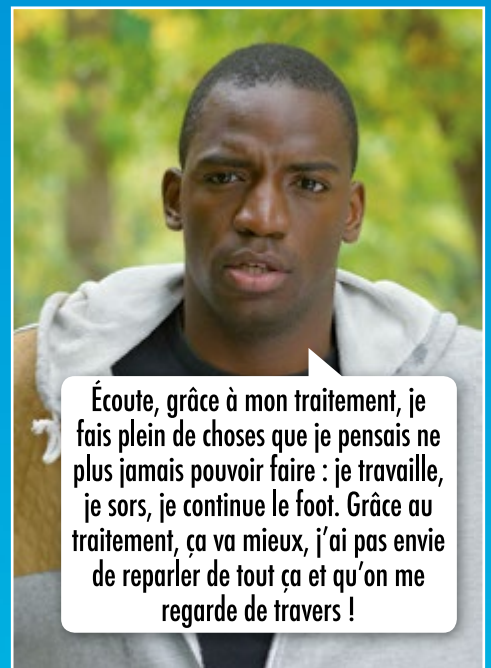 Écoute, grâce à mon traitement, je
fais plein de choses que je pensais ne
plus jamais pouvoir faire : je travaille,
je sors, je continue le foot. Grâce au
traitement, ça va mieux, j’ai pas envie
de reparler de tout ça et qu’on me
regarde de travers !